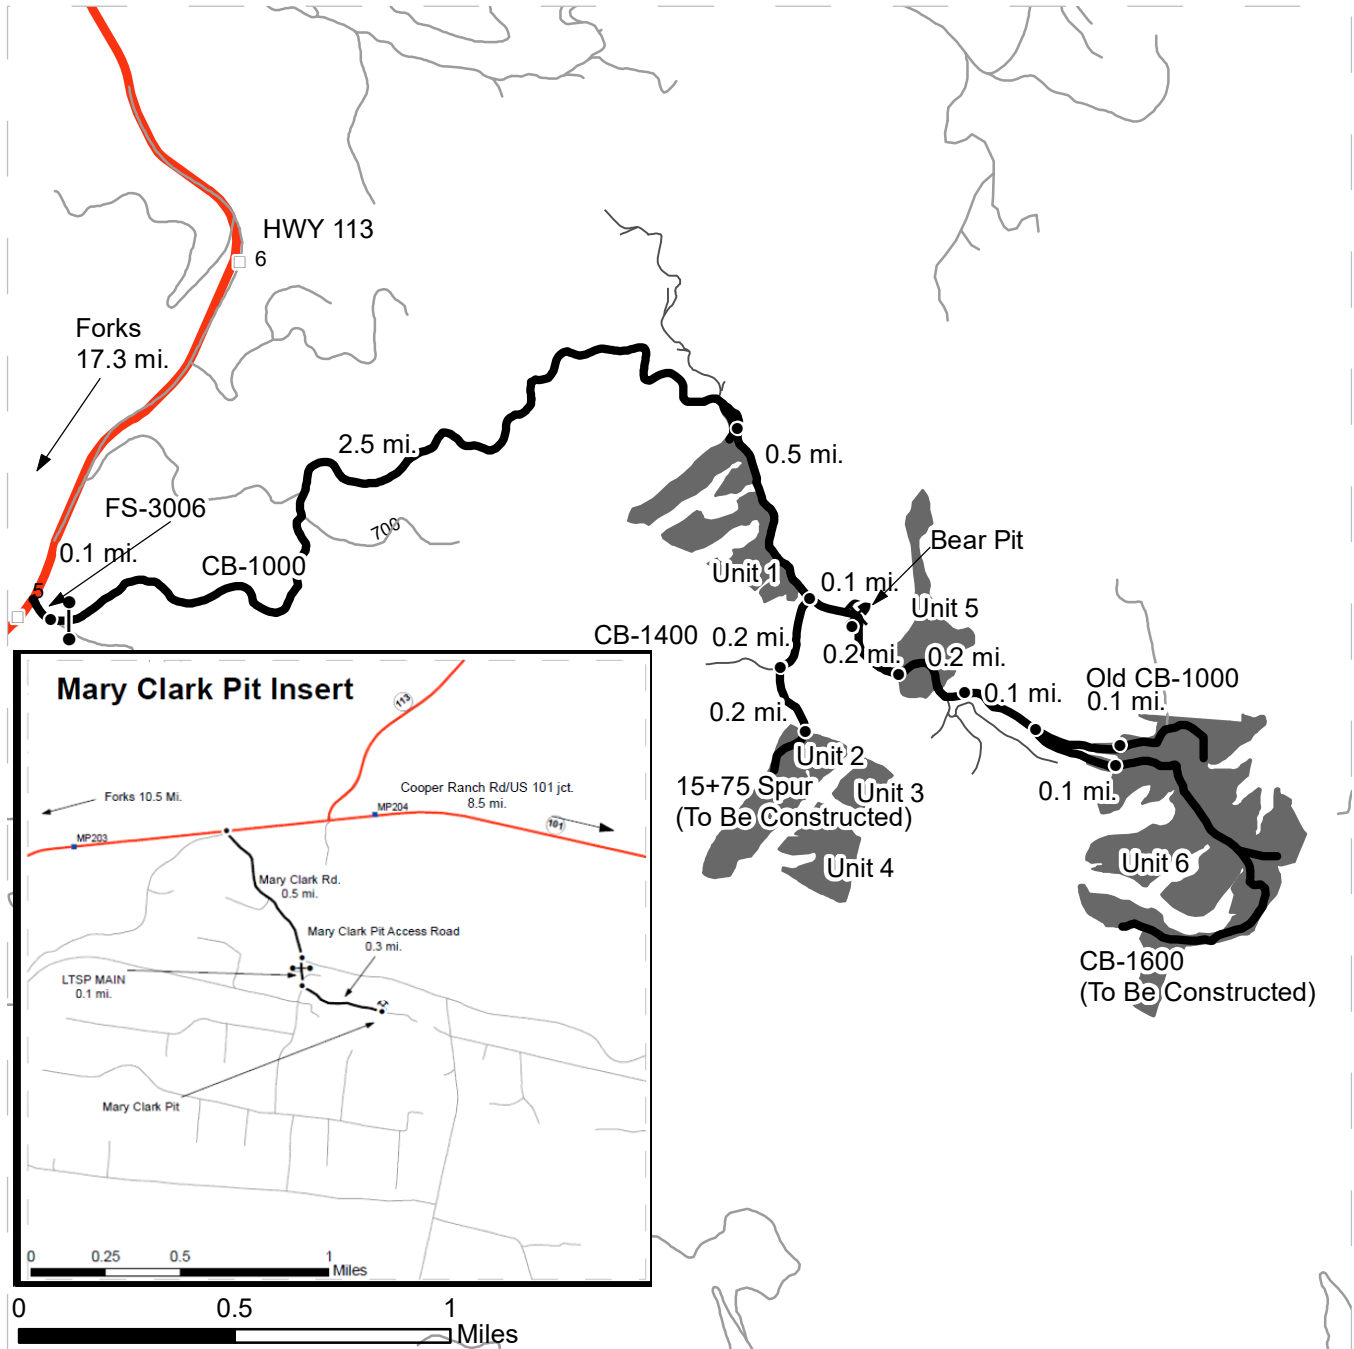 HWY 113
6
Forks
17.3 mi.
2.5 mi.
0.5 mi.
FS-3006
700
0.1 mi.
Bear Pit
CB-1000
Unit 1
0.1 mi.
5
Unit 5
CB-1400
0.2 mi.
0.2 mi.
0.2 mi.
Old CB-1000
0.1 mi.
0.1 mi.
0.2 mi.
Unit 2
15+75 Spur
(To Be Constructed)
Unit 3
0.1 mi.
Unit 4
Unit 6
CB-1600
(To Be Constructed)
Mary Clark Pit Insert
113
Forks 10.5 Mi.
Cooper Ranch Rd/US 101 jct.
8.5 mi.
MP204
101
MP203
Mary Clark Rd.
0.5 mi.
Mary Clark Pit Access Road
0.3 mi.
LTSP MAIN
0.1 mi.
Mary Clark Pit
0 0.25 0.5 1
Miles
0 0.5 1
Miles